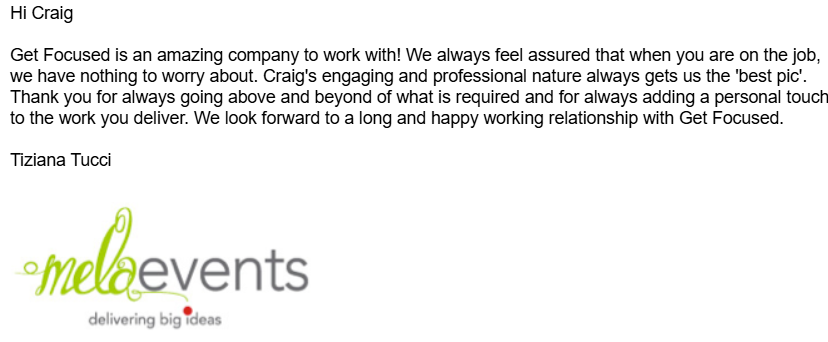 Hi Craig
Get Focused is an amazing company to work with! We always feel assured that when you are on the job,
we have nothing to worry about. Craig's engaging and professional nature always gets us the 'best pic'.
Thank you for always going above and beyond of what is required and for always adding a personal touch
to the work you deliver. We look forward to a long and happy working relationship with Get Focused.
Tiziana Tucci
melaevents
delivering big ideas